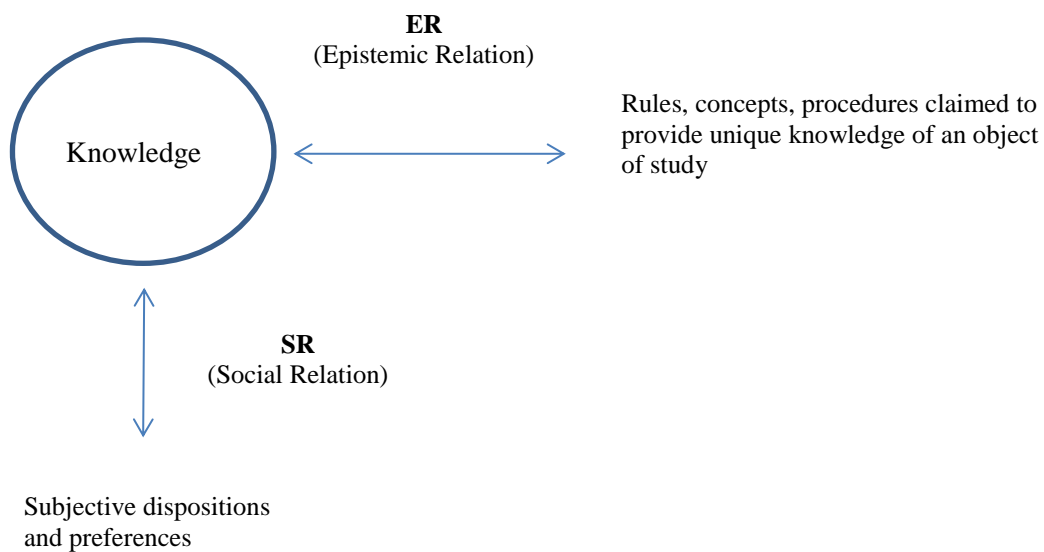 ER
(Epistemic Relation)
Rules, concepts, procedures claimed to
provide unique knowledge of an object
of study
Knowledge
SR
(Social Relation)
Subjective dispositions
and preferences